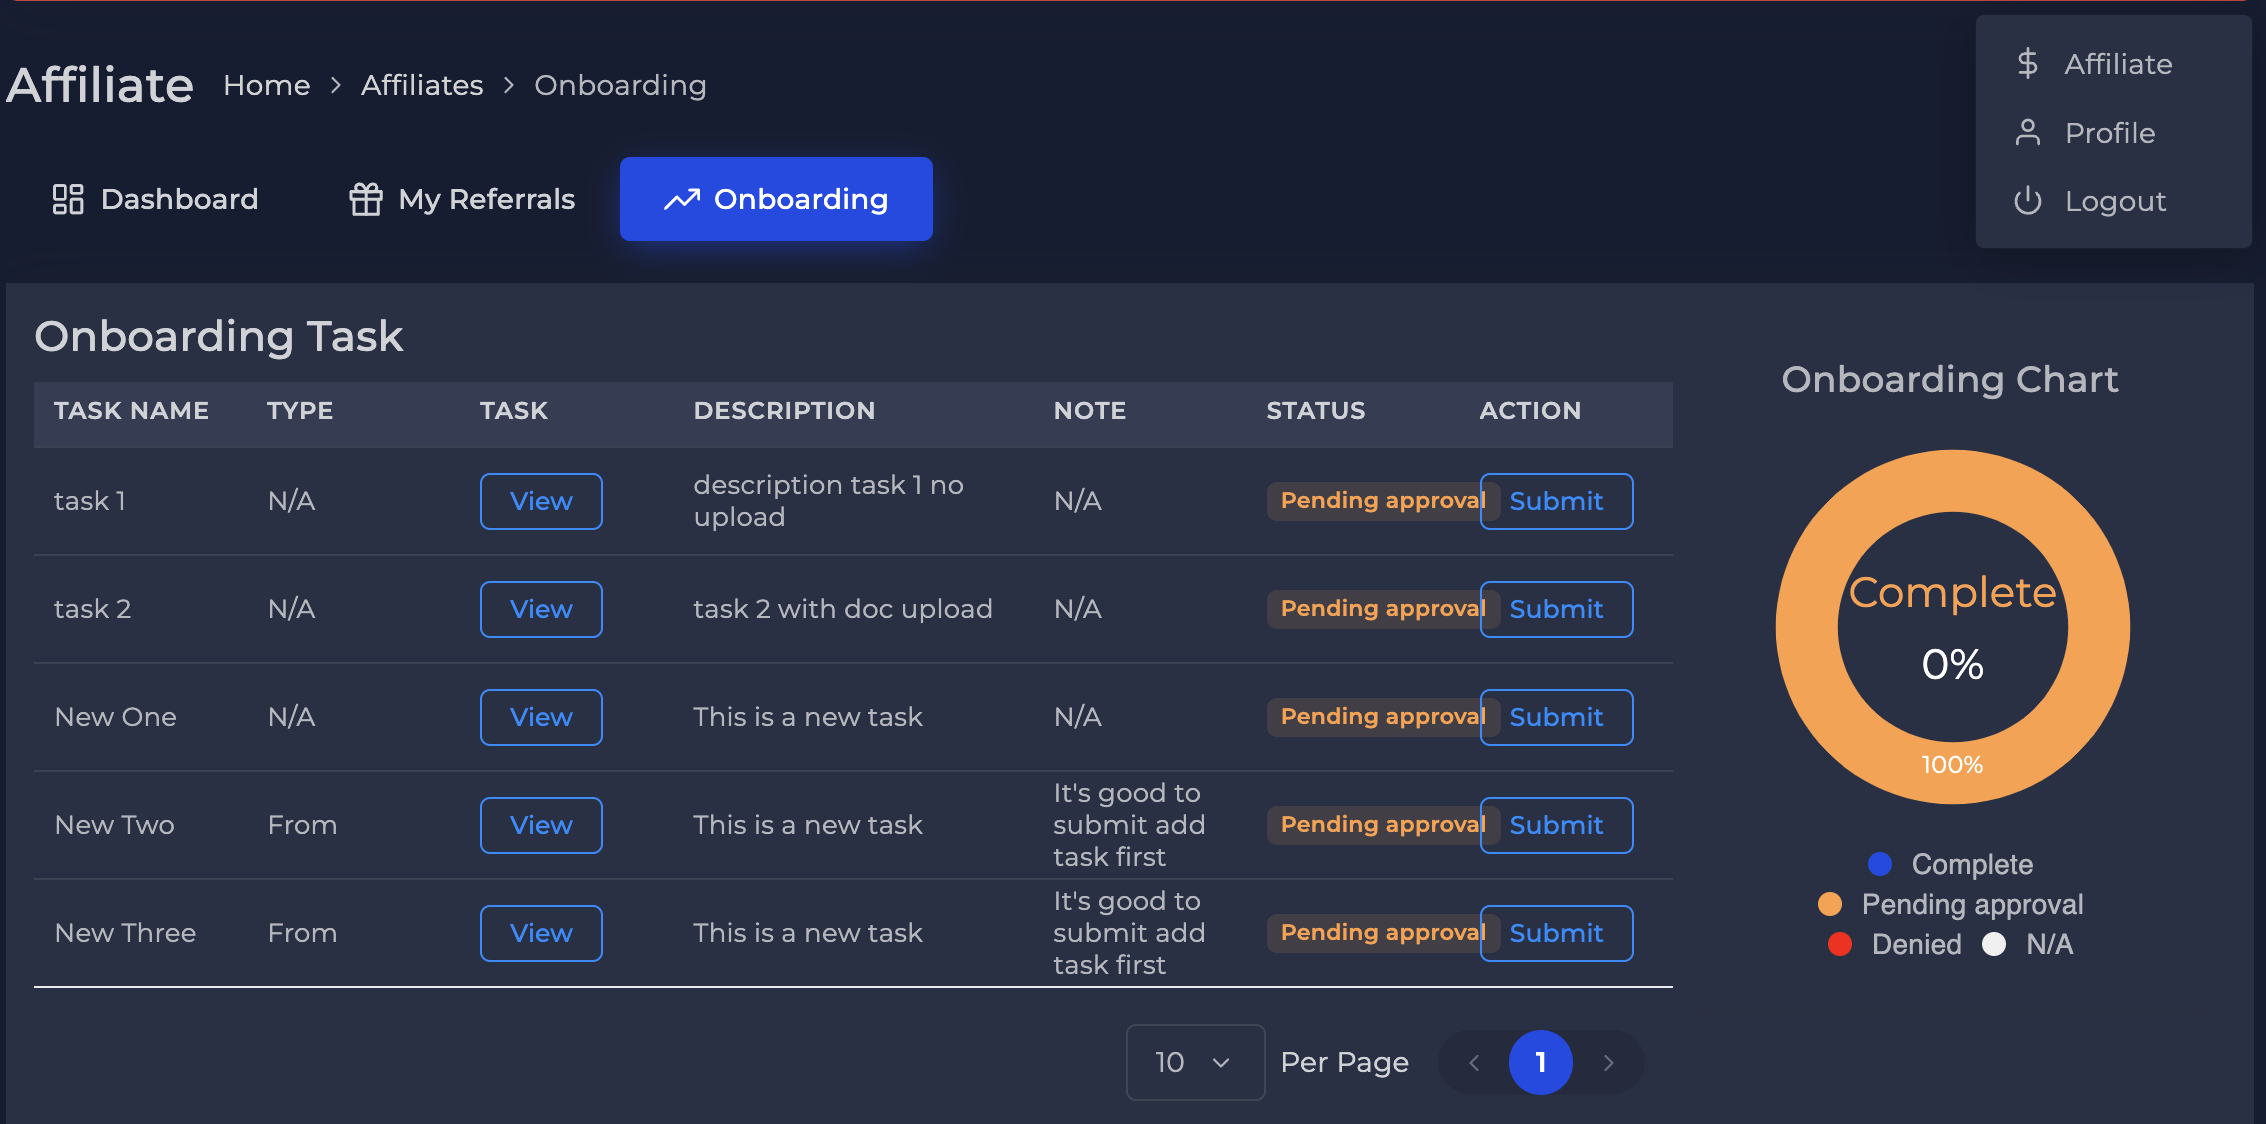 Affiliate
Home > Affiliates > Onboarding
Affiliate
Profile
Logout
Dashboard
My Referrals
Onboarding
Onboarding Task
TASK NAME TYPE TASK DESCRIPTION NOTE STATUS ACTION
task 1 N/A View description task 1 no
upload N/A Pending approval Submit
task 2 N/A View task 2 with doc upload N/A Pending approval Submit
New One N/A View This is a new task N/A Pending approval Submit
New Two From View This is a new task It's good to
submit add
task first Pending approval Submit
New Three From View This is a new task It's good to
submit add
task first Pending approval Submit
10 Per Page < 1 >
Onboarding Chart
Complete
0%
100%
Complete
Pending approval
Denied N/A